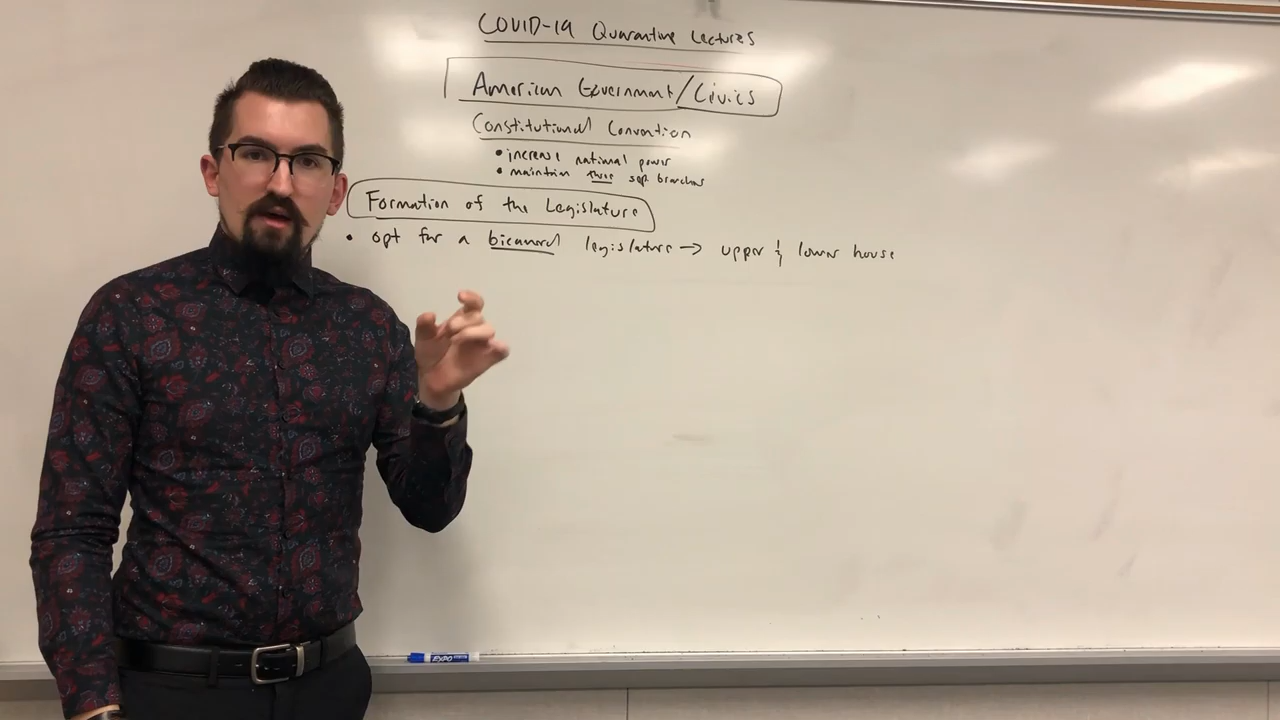 COVID-19 Quarantine Lectures
American Government/Civics
Constitutional Convention
• increase national power
• maintain three sep. branches
Formation of the Legislature
• opt for a bicameral legislature → upper & lower house
EXPO